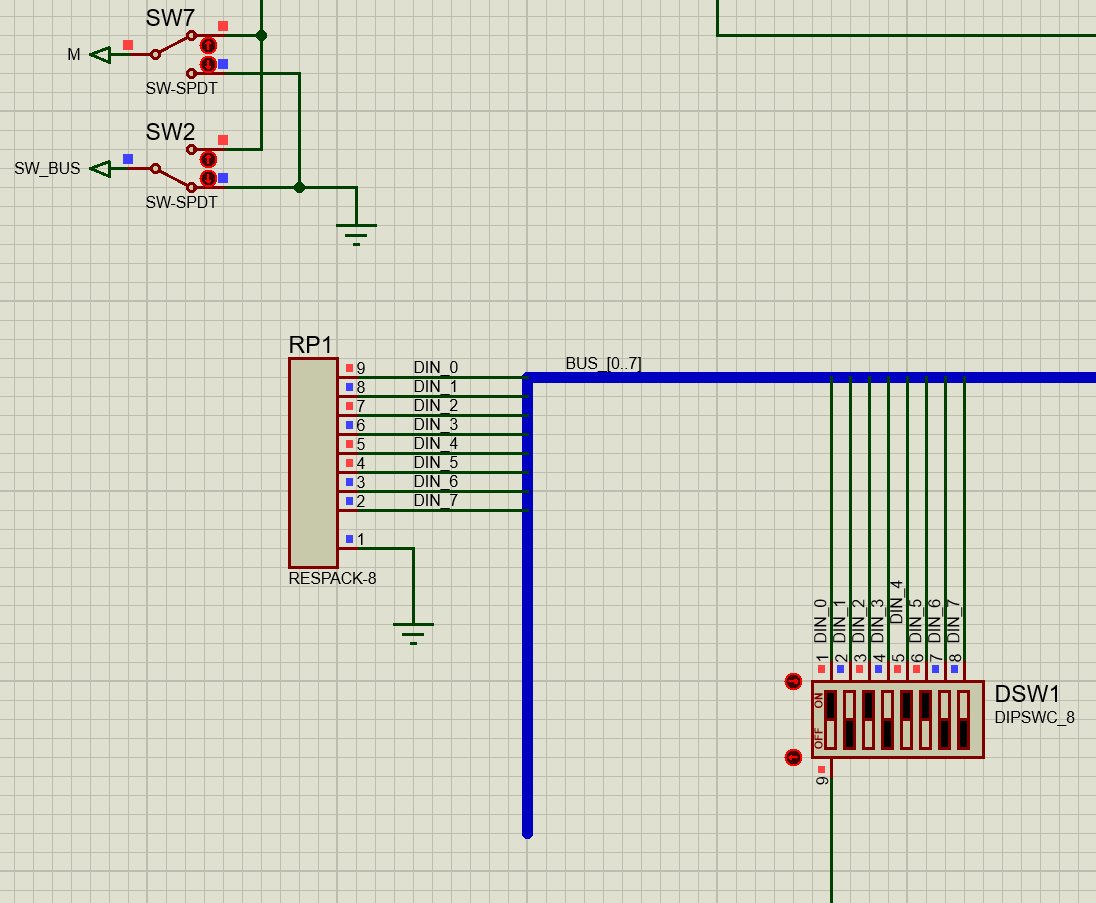 SW7
M
SW-SPDT
SW2
SW_BUS
SW-SPDT
RP1
BUS_[0..7]
9 DIN_0
8 DIN_1
7 DIN_2
6 DIN_3
5 DIN_4
4 DIN_5
3 DIN_6
2 DIN_7
1
RESPACK-8
DIN_0 DIN_1 DIN_2 DIN_3 DIN_4 DIN_5 DIN_6 DIN_7
1 2 3 4 5 6 7 8
ON
OFF
DSW1
DIPSWC_8
9